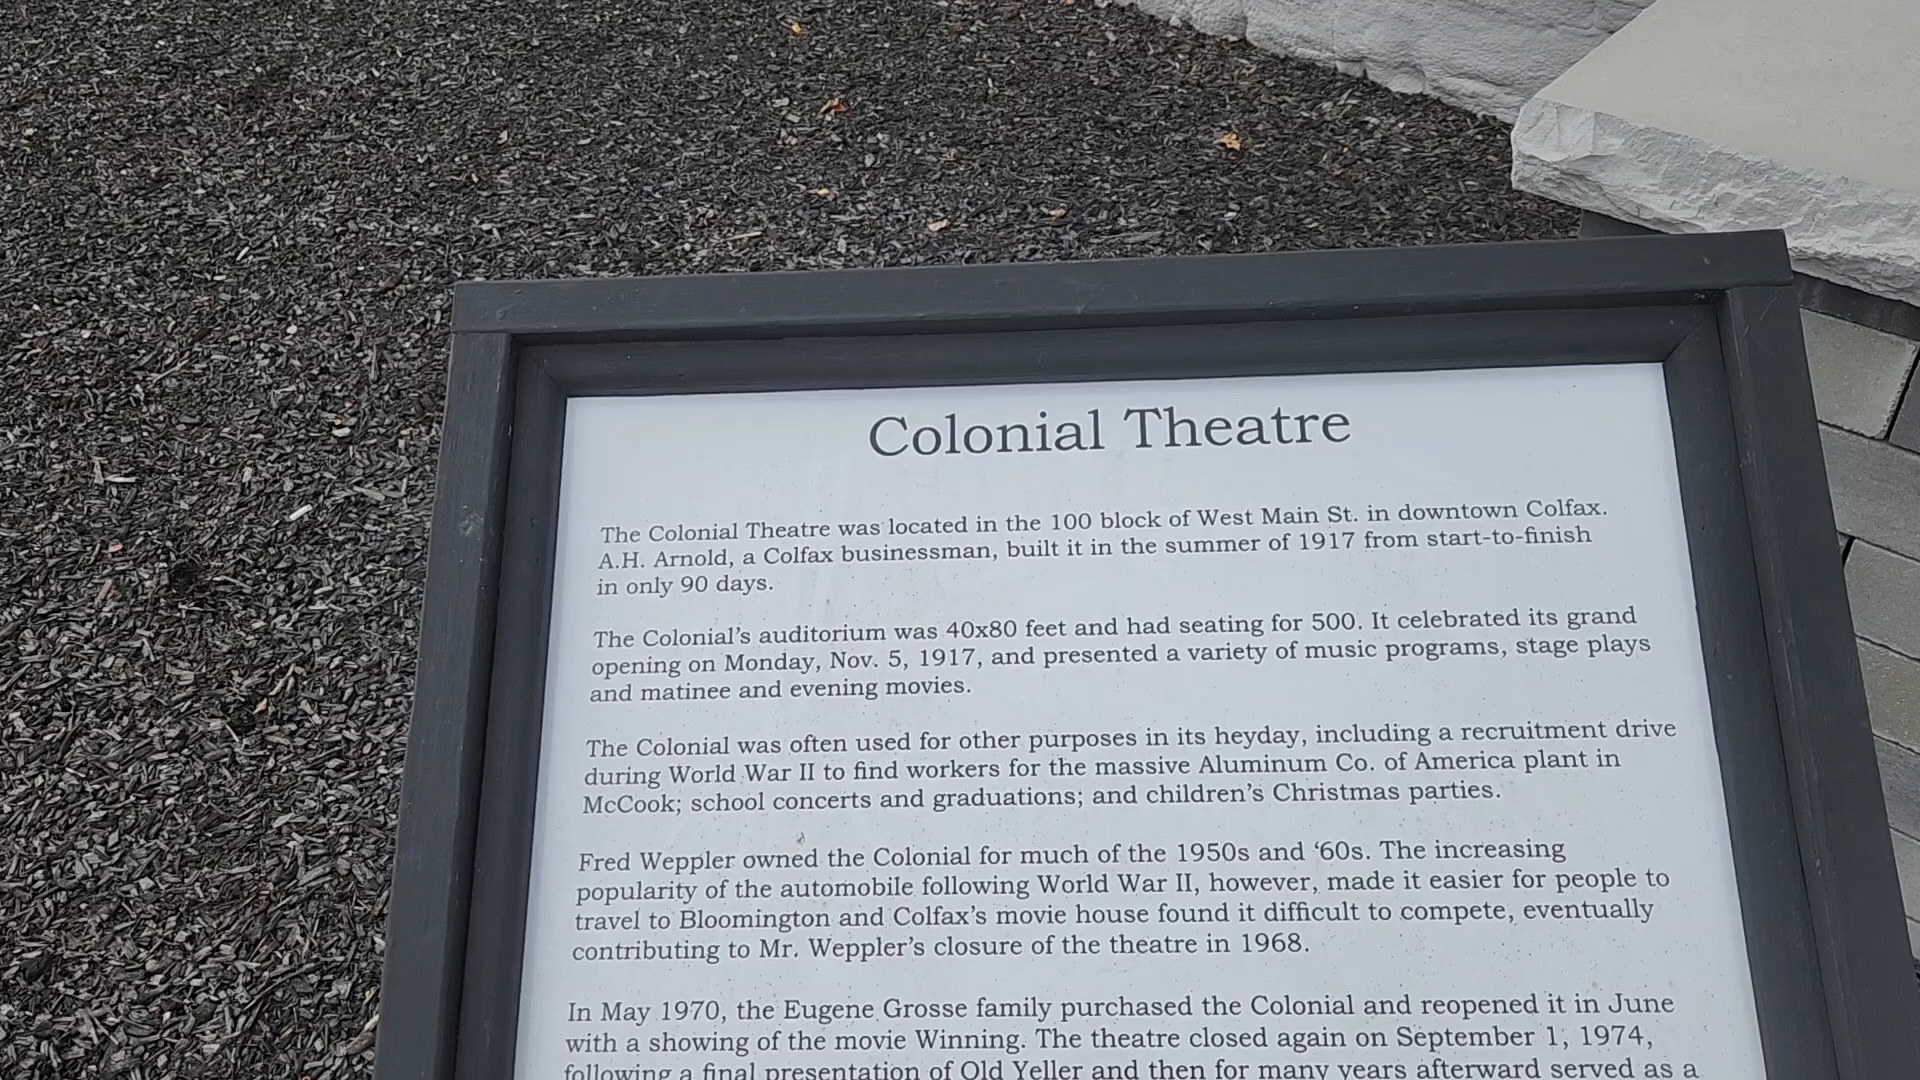 Colonial Theatre
The Colonial Theatre was located in the 100 block of West Main St. in downtown Colfax.
A.H. Arnold, a Colfax businessman, built it in the summer of 1917 from start-to-finish
in only 90 days.
The Colonial's auditorium was 40x80 feet and had seating for 500. It celebrated its grand
opening on Monday, Nov. 5, 1917, and presented a variety of music programs, stage plays
and matinee and evening movies.
The Colonial was often used for other purposes in its heyday, including a recruitment drive
during World War II to find workers for the massive Aluminum Co. of America plant in
McCook; school concerts and graduations; and children's Christmas parties.
Fred Weppler owned the Colonial for much of the 1950s and ‘60s. The increasing
popularity of the automobile following World War II, however, made it easier for people to
travel to Bloomington and Colfax's movie house found it difficult to compete, eventually
contributing to Mr. Weppler's closure of the theatre in 1968.
In May 1970, the Eugene Grosse family purchased the Colonial and reopened it in June
with a showing of the movie Winning. The theatre closed again on September 1, 1974,
following a final presentation of Old Yeller and then for many years afterward served as a